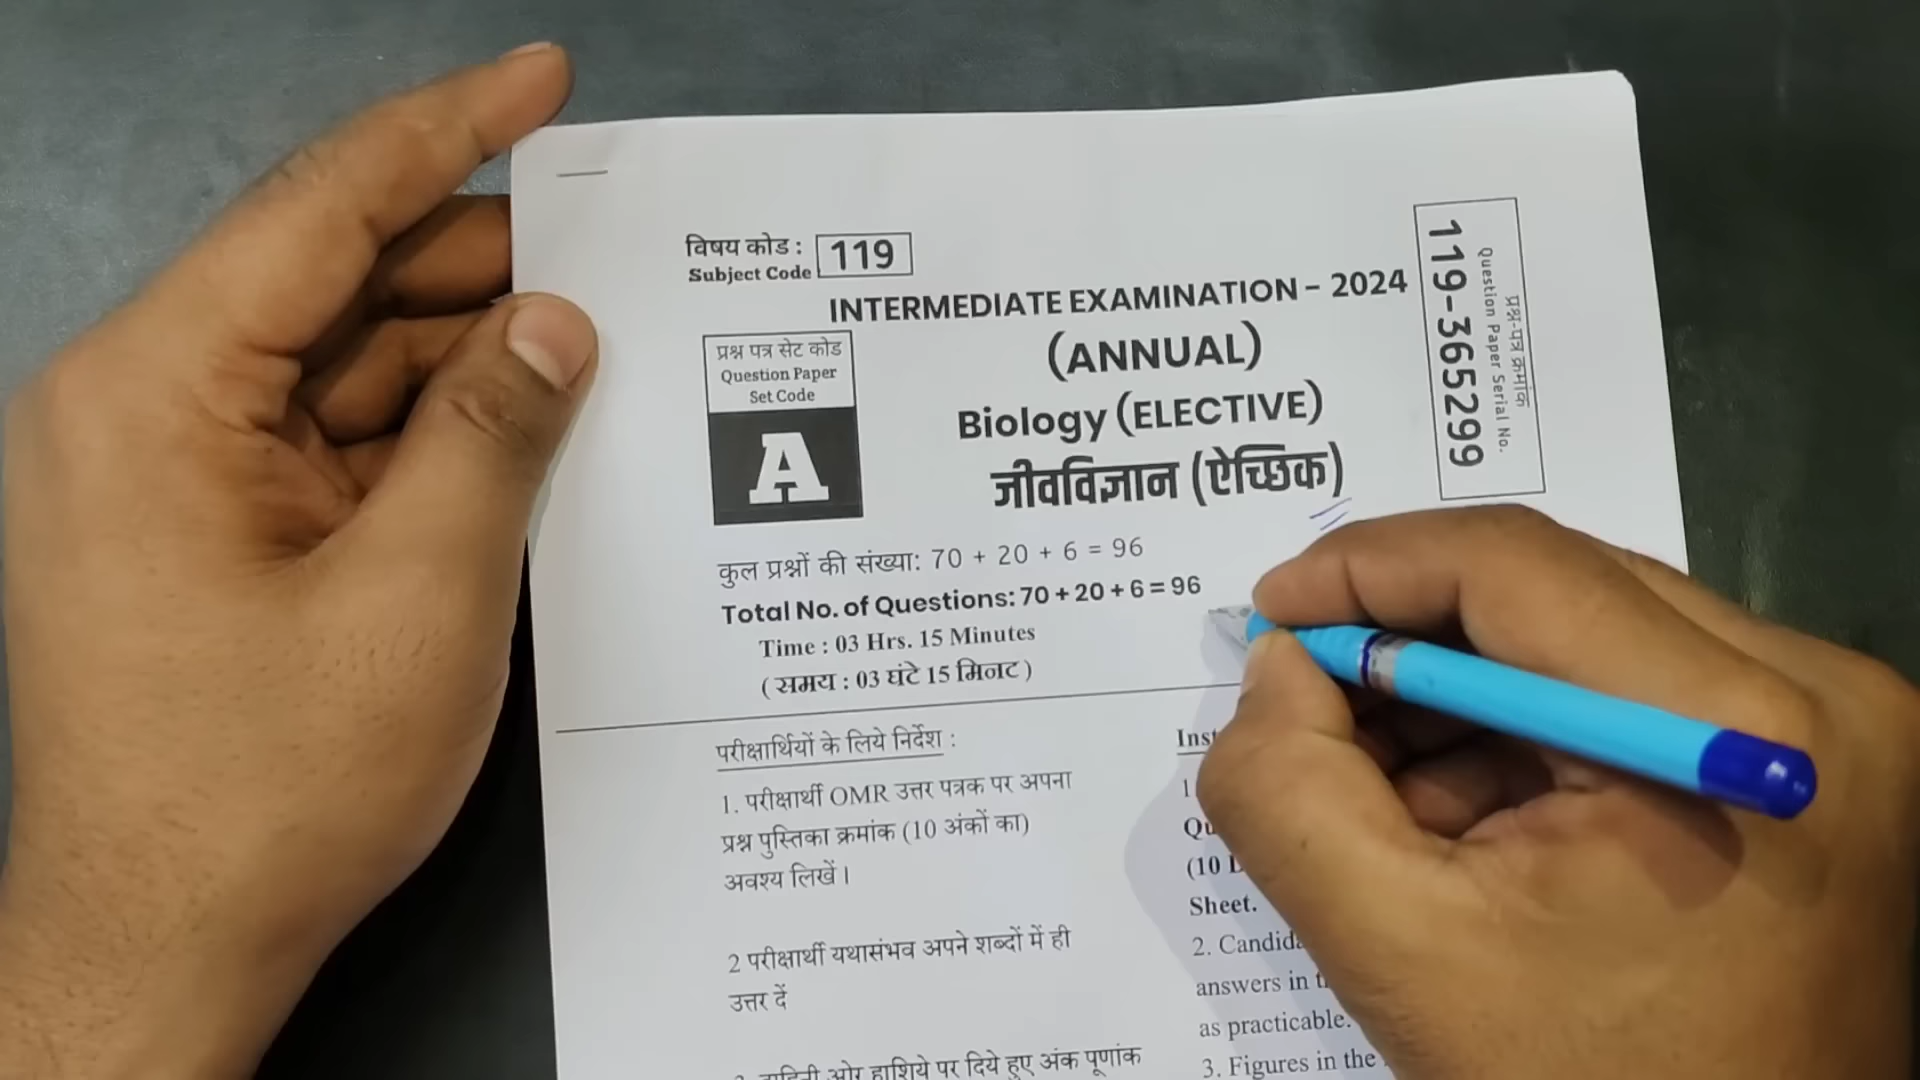 विषय कोड :
Subject Code
119
INTERMEDIATE EXAMINATION – 2024
(ANNUAL)
Biology (ELECTIVE)
जीवविज्ञान (ऐच्छिक)
प्रश्न पत्र सेट कोड
Question Paper
Set Code
A
प्रश्न-पत्र क्रमांक
Question Paper Serial No.
119-365299
कुल प्रश्नों की संख्या: 70 + 20 + 6 = 96
Total No. of Questions: 70 + 20 + 6 = 96
Time : 03 Hrs. 15 Minutes
( समय : 03 घंटे 15 मिनट )
परीक्षार्थियों के लिये निर्देश :
1. परीक्षार्थी OMR उत्तर पत्रक पर अपना
प्रश्न पुस्तिका क्रमांक (10 अंकों का)
अवश्य लिखें।
2 परीक्षार्थी यथासंभव अपने शब्दों में ही
उत्तर दें
ओर हाशिये पर दिये हुए अंक पूर्णांक
1
(10
Sheet.
2.
answers in
as practicable.
3. Figures in the